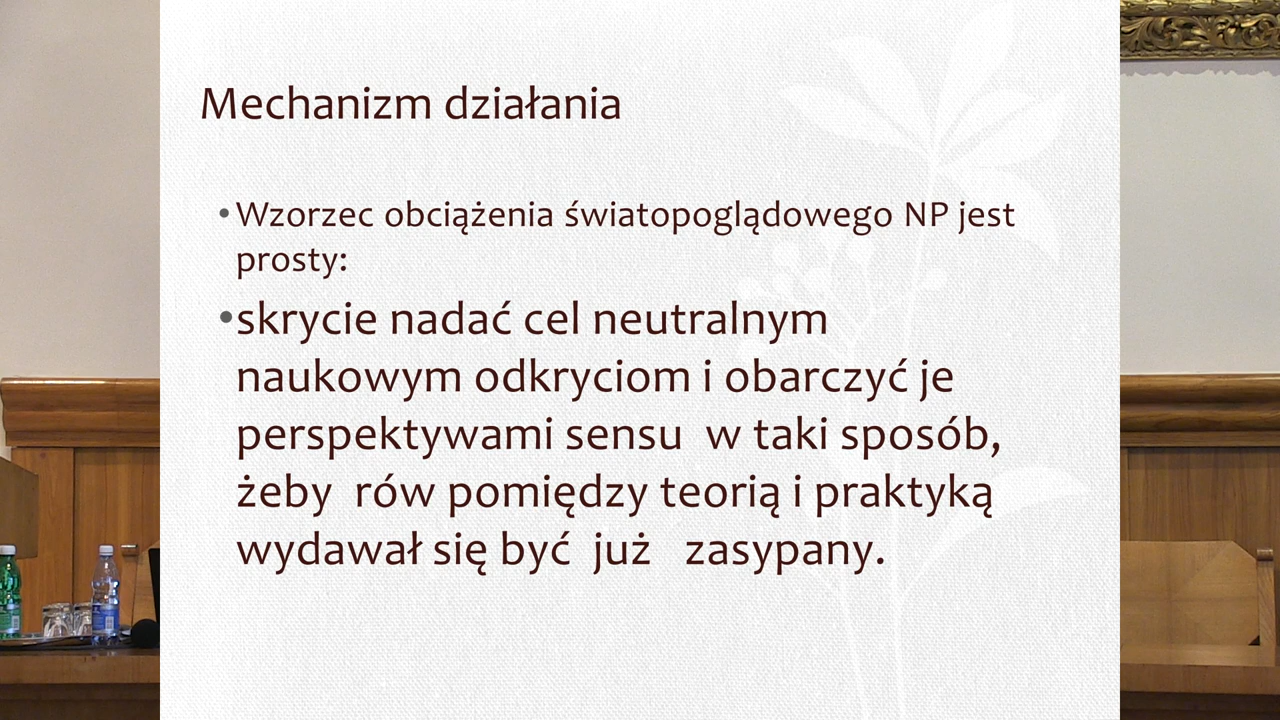 Mechanizm działania
• Wzorzec obciążenia światopoglądowego NP jest
prosty:
• skrycie nadać cel neutralnym
naukowym odkryciom i obarczyć je
perspektywami sensu w taki sposób,
żeby rów pomiędzy teorią i praktyką
wydawał się być już zasypany.